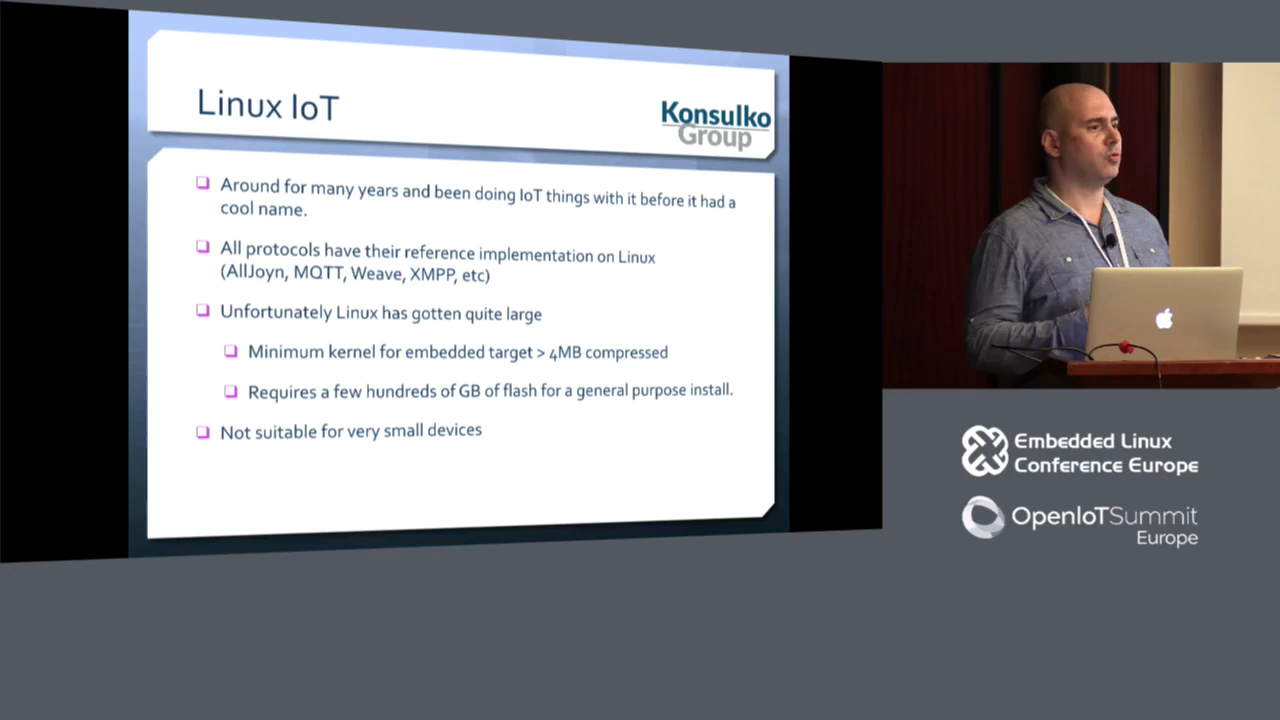 Linux IoT
Konsulko
Group
Around for many years and been doing IoT things with it before it had a
cool name.
All protocols have their reference implementation on Linux
(AllJoyn, MQTT, Weave, XMPP, etc)
Unfortunately Linux has gotten quite large
Minimum kernel for embedded target > 4MB compressed
Requires a few hundreds of GB of flash for a general purpose install.
Not suitable for very small devices
Embedded Linux
Conference Europe
OpenIoTSummit
Europe